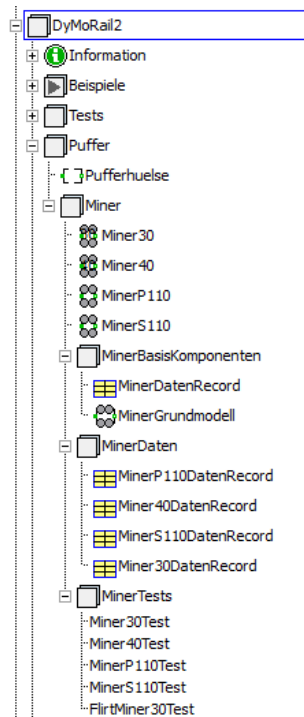 DyMoRail2
Information
Beispiele
Tests
Puffer
Pufferhuelse
Miner
Miner30
Miner40
MinerP110
MinerS110
MinerBasisKomponenten
MinerDatenRecord
MinerGrundmodell
MinerDaten
MinerP110DatenRecord
Miner40DatenRecord
MinerS110DatenRecord
Miner30DatenRecord
MinerTests
Miner30Test
Miner40Test
MinerP110Test
MinerS110Test
FlirtMiner30Test